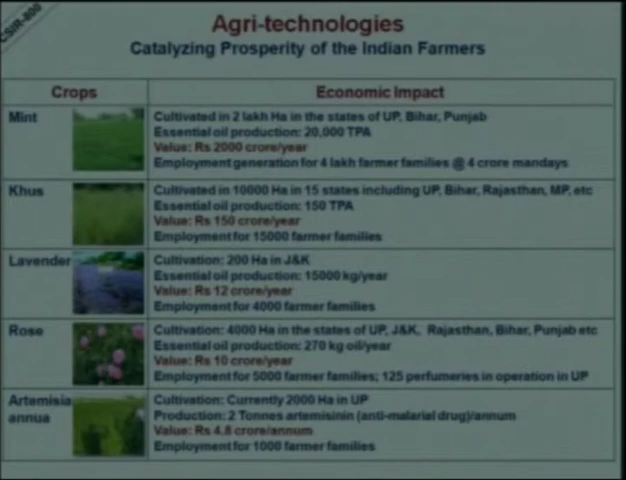 CSIR-800
Agri-technologies
Catalyzing Prosperity of the Indian Farmers
Crops
Economic Impact
Mint
Cultivated in 2 lakh Ha in the states of UP, Bihar, Punjab
Essential oil production: 20,000 TPA
Value: Rs 2000 crore/year
Employment generation for 4 lakh farmer families @ 4 crore mandays
Khus
Cultivated in 10000 Ha in 15 states including UP, Bihar, Rajasthan, MP, etc
Essential oil production: 150 TPA
Value: Rs 150 crore/year
Employment for 15000 farmer families
Lavender
Cultivation: 200 Ha in J&K
Essential oil production: 15000 kg/year
Value: Rs 12 crore/year
Employment for 4000 farmer families
Rose
Cultivation: 4000 Ha in the states of UP, J&K, Rajasthan, Bihar, Punjab etc
Essential oil production: 270 kg oil/year
Value: Rs 10 crore/year
Employment for 5000 farmer families; 125 perfumeries in operation in UP
Artemisia
annua
Cultivation: Currently 2000 Ha in UP
Production: 2 Tonnes artemisinin (anti-malarial drug)/annum
Value: Rs 4.8 crore/annum
Employment for 1000 farmer families